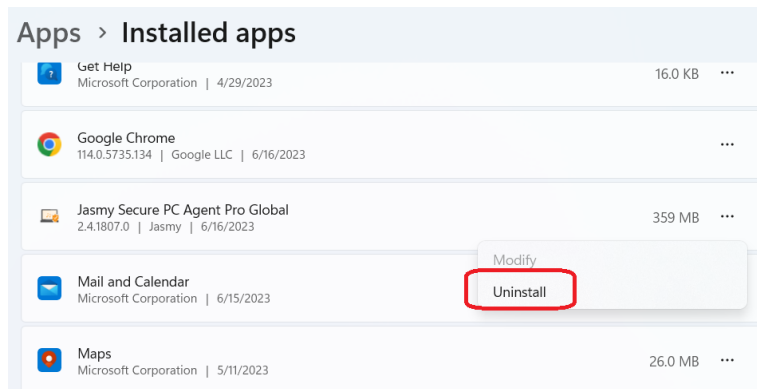 Apps > Installed apps
Get Help
Microsoft Corporation | 4/29/2023
16.0 KB
Google Chrome
114.0.5735.134 | Google LLC | 6/16/2023
Jasmy Secure PC Agent Pro Global
2.4.1807.0 | Jasmy | 6/16/2023
359 MB
Modify
Uninstall
Mail and Calendar
Microsoft Corporation | 6/15/2023
Maps
Microsoft Corporation | 5/11/2023
26.0 MB